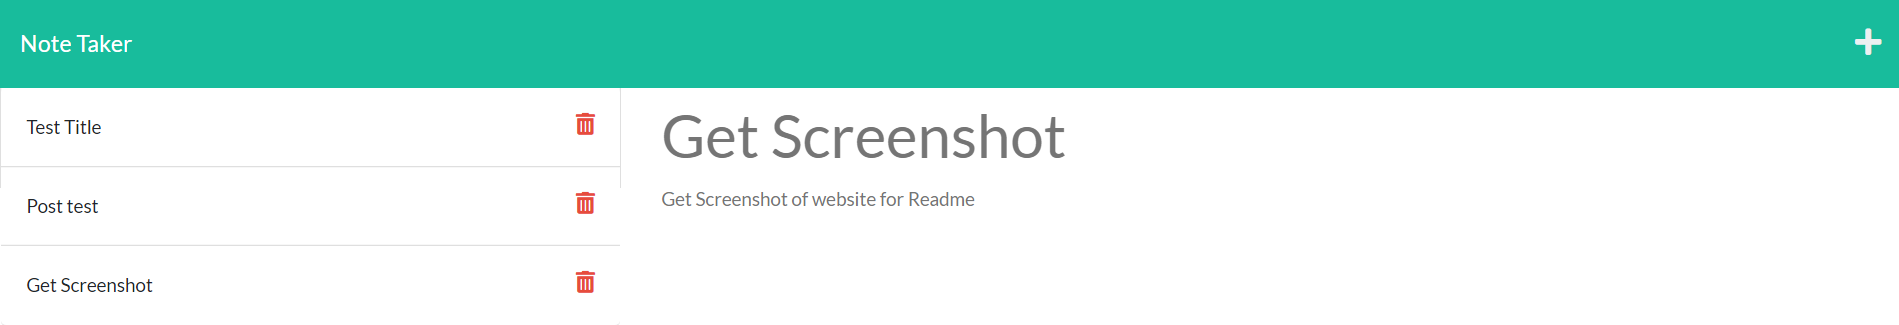 Note Taker
Test Title
Post test
Get Screenshot
Get Screenshot
Get Screenshot of website for Readme